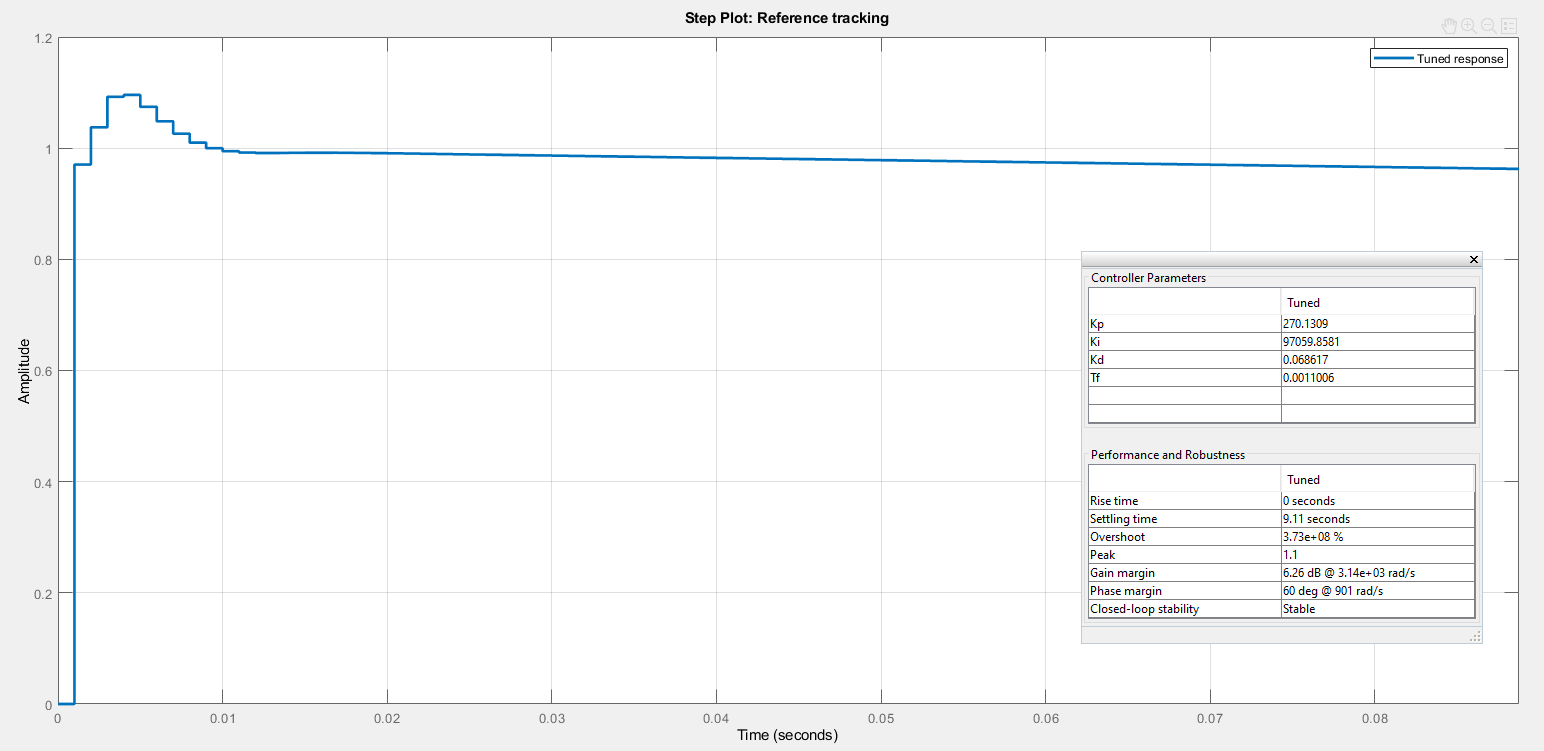 Step Plot: Reference tracking
Tuned response
1.2
1
0.8
0.6
0.4
0.2
0
Amplitude
0
0.01
0.02
0.03
0.04
0.05
0.06
0.07
0.08
Time (seconds)
Controller Parameters
Tuned
Kp 270.1309
Ki 97059.8581
Kd 0.068617
Tf 0.0011006
Performance and Robustness
Tuned
Rise time 0 seconds
Settling time 9.11 seconds
Overshoot 3.73e+08 %
Peak 1.1
Gain margin 6.26 dB @ 3.14e+03 rad/s
Phase margin 60 deg @ 901 rad/s
Closed-loop stability Stable